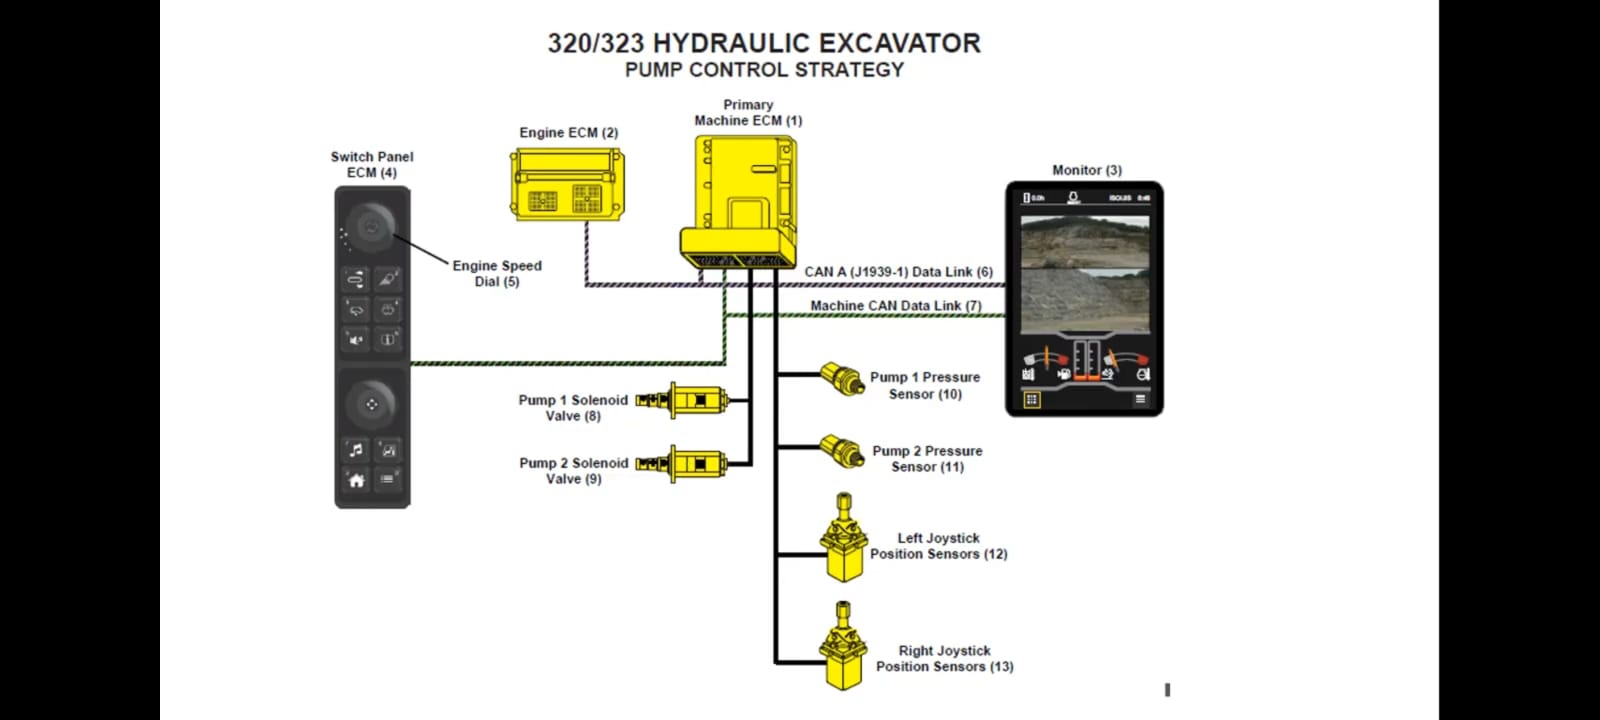 320/323 HYDRAULIC EXCAVATOR
PUMP CONTROL STRATEGY
Primary
Machine ECM (1)
Engine ECM (2)
Switch Panel
ECM (4)
Monitor (3)
Engine Speed
Dial (5)
CAN A (J1939-1) Data Link (6)
Machine CAN Data Link (7)
Pump 1 Solenoid
Valve (8)
Pump 2 Solenoid
Valve (9)
Pump 1 Pressure
Sensor (10)
Pump 2 Pressure
Sensor (11)
Left Joystick
Position Sensors (12)
Right Joystick
Position Sensors (13)